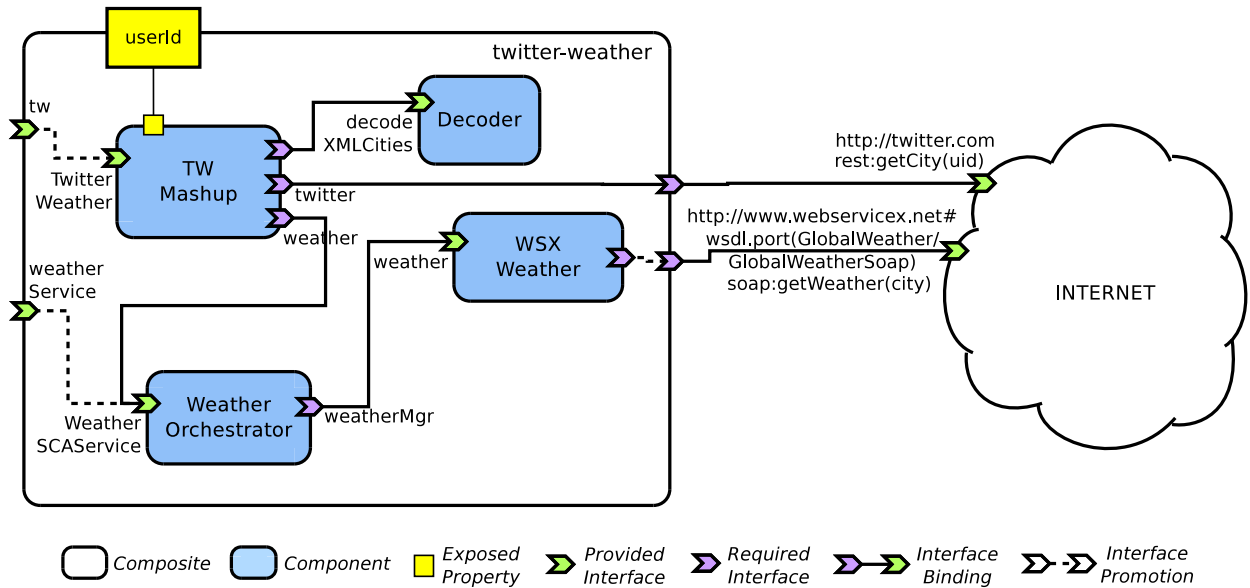 userId
twitter-weather
tw
decode
XMLCities
Decoder
TW
Mashup
Twitter
Weather
twitter
weather
http://twitter.com
rest:getCity(uid)
http://www.webservicex.net#
wsdl.port(GlobalWeather/
GlobalWeatherSoap)
soap:getWeather(city)
weather
Service
weather
WSX
Weather
INTERNET
Weather
SCAService
Weather
Orchestrator
weatherMgr
Composite
Component
Exposed
Property
Provided
Interface
Required
Interface
Interface
Binding
Interface
Promotion